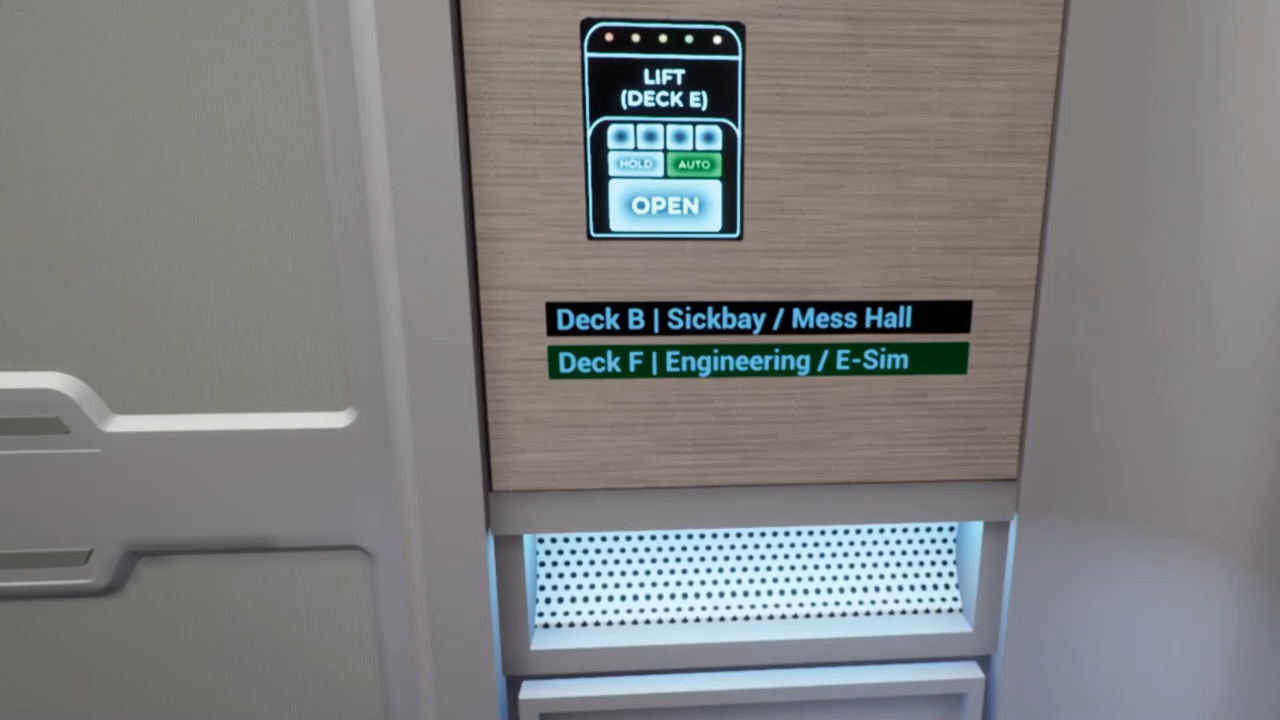 LIFT
(DECK E)
HOLD AUTO
OPEN
Deck B | Sickbay / Mess Hall
Deck F | Engineering / E-Sim